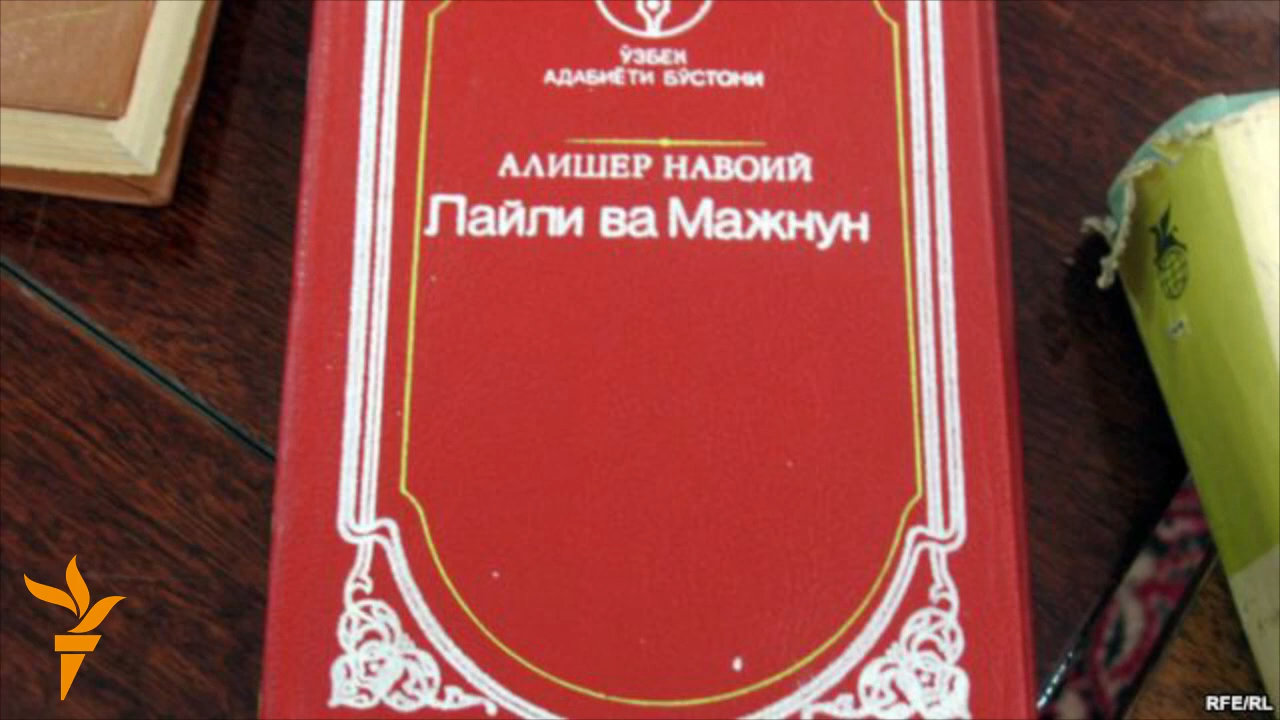 ЎЗБЕК
АДАБИЁТИ БЎСТОНИ
АЛИШЕР НАВОИЙ
Лайли ва Мажнун
RFE/RL